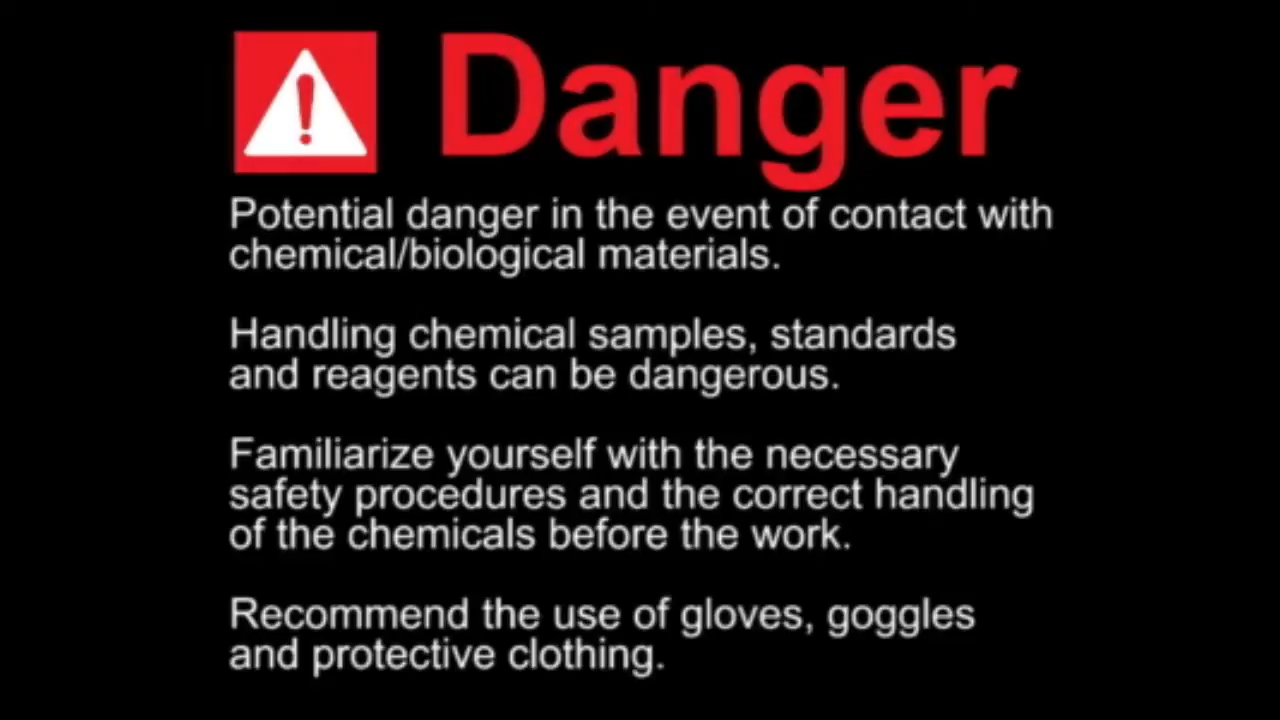 Danger
Potential danger in the event of contact with
chemical/biological materials.
Handling chemical samples, standards
and reagents can be dangerous.
Familiarize yourself with the necessary
safety procedures and the correct handling
of the chemicals before the work.
Recommend the use of gloves, goggles
and protective clothing.